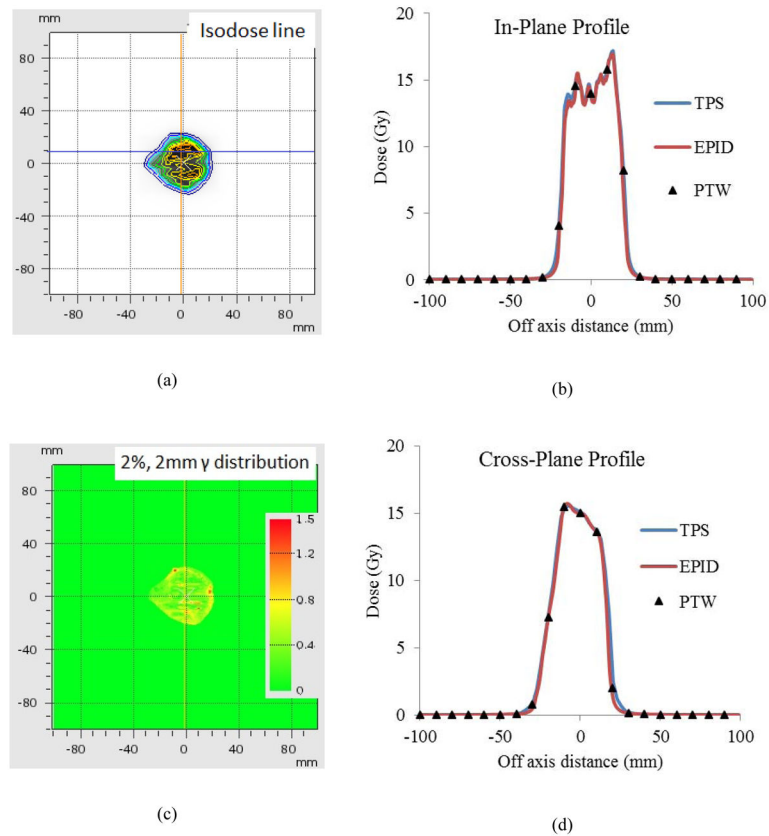 mm
Isodose line
80
40
0
-40
-80
-80
-40
0
40
80
mm
(a)
In-Plane Profile
20
15
10
5
0
Dose (Gy)
TPS
EPID
PTW
-100
-50
0
50
100
Off axis distance (mm)
(b)
mm
2%, 2mm γ distribution
80
40
0
-40
-80
1.5
1.2
0.8
0.4
0
-80
-40
0
40
80
mm
(c)
Cross-Plane Profile
20
15
10
5
0
Dose (Gy)
TPS
EPID
PTW
-100
-50
0
50
100
Off axis distance (mm)
(d)